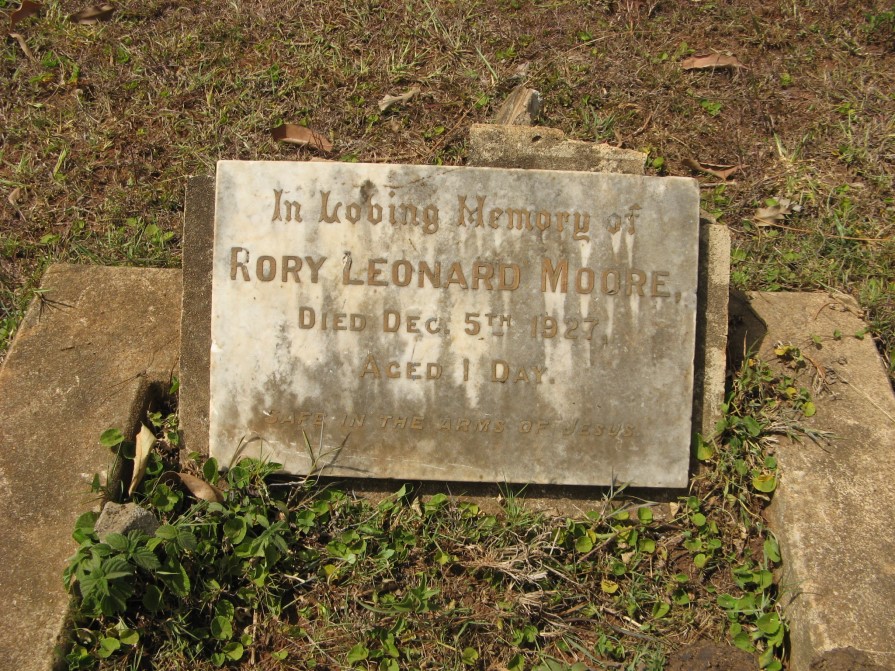 In Loving Memory of
RORY LEONARD MOORE,
DIED DEC. 5TH 1927,
AGED 1 DAY.
SAFE IN THE ARMS OF JESUS.